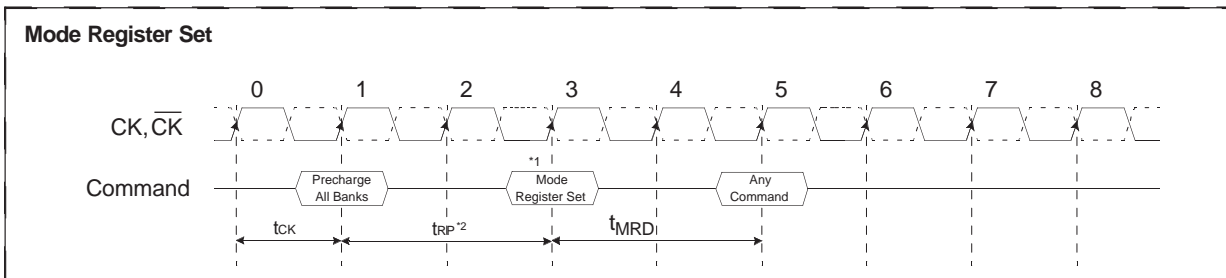 Mode Register Set
0 1 2 3 4 5 6 7 8
CK, CK
*1
Command
Precharge
All Banks
Mode
Register Set
Any
Command
tCK
tRP*2
tMRD